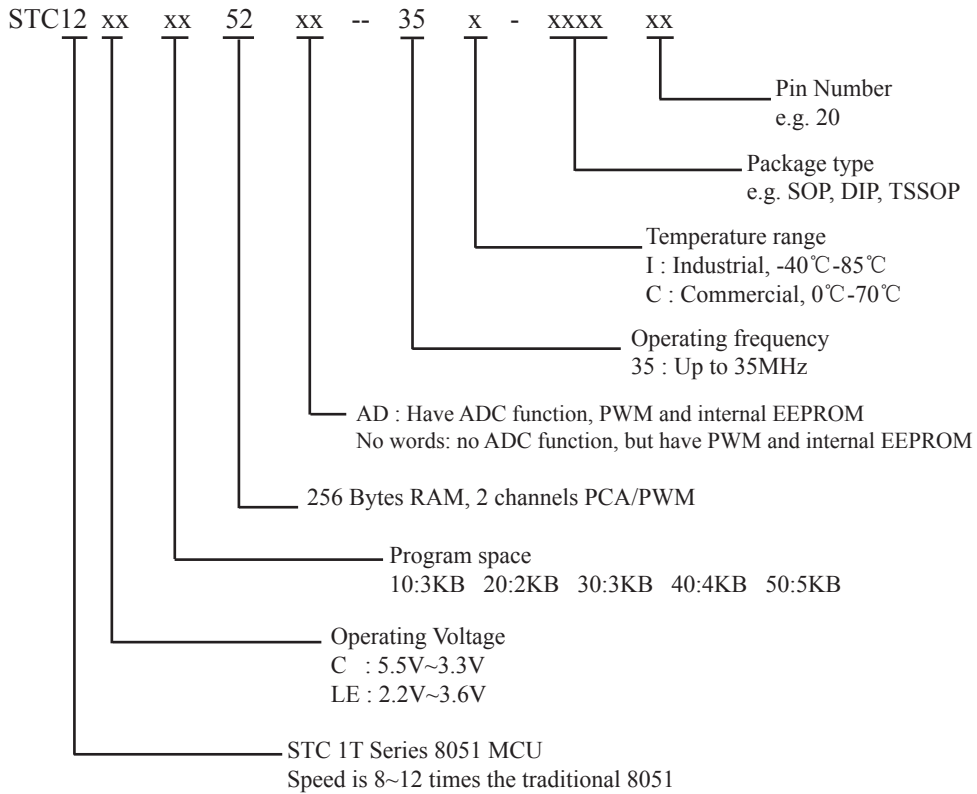 STC12 xx xx 52 xx -- 35 x - xxxx xx
Pin Number
e.g. 20
Package type
e.g. SOP, DIP, TSSOP
Temperature range
I : Industrial, -40℃-85℃
C : Commercial, 0℃-70℃
Operating frequency
35 : Up to 35MHz
AD : Have ADC function, PWM and internal EEPROM
No words: no ADC function, but have PWM and internal EEPROM
256 Bytes RAM, 2 channels PCA/PWM
Program space
10:3KB 20:2KB 30:3KB 40:4KB 50:5KB
Operating Voltage
C : 5.5V~3.3V
LE : 2.2V~3.6V
STC 1T Series 8051 MCU
Speed is 8~12 times the traditional 8051